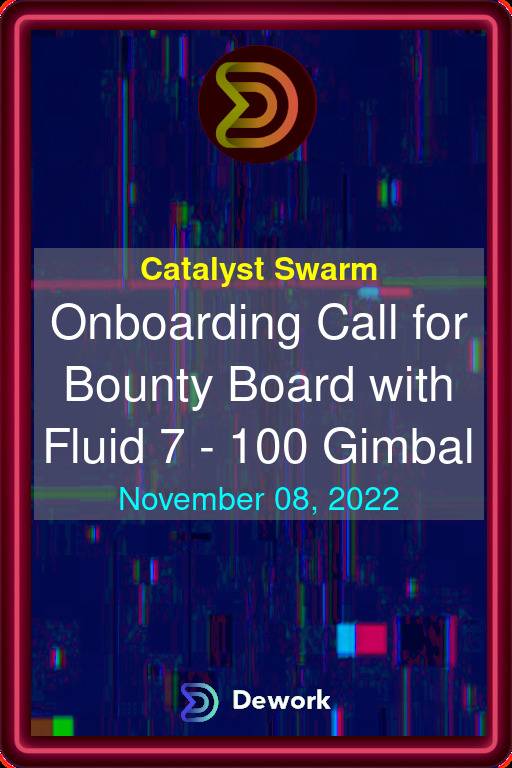 Catalyst Swarm
Onboarding Call for
Bounty Board with
Fluid 7 - 100 Gimbal
November 08, 2022
Dework